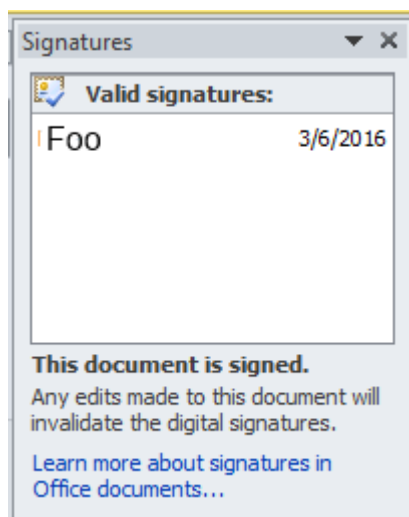 Signatures
Valid signatures:
Foo 3/6/2016
This document is signed.
Any edits made to this document will
invalidate the digital signatures.
Learn more about signatures in
Office documents...